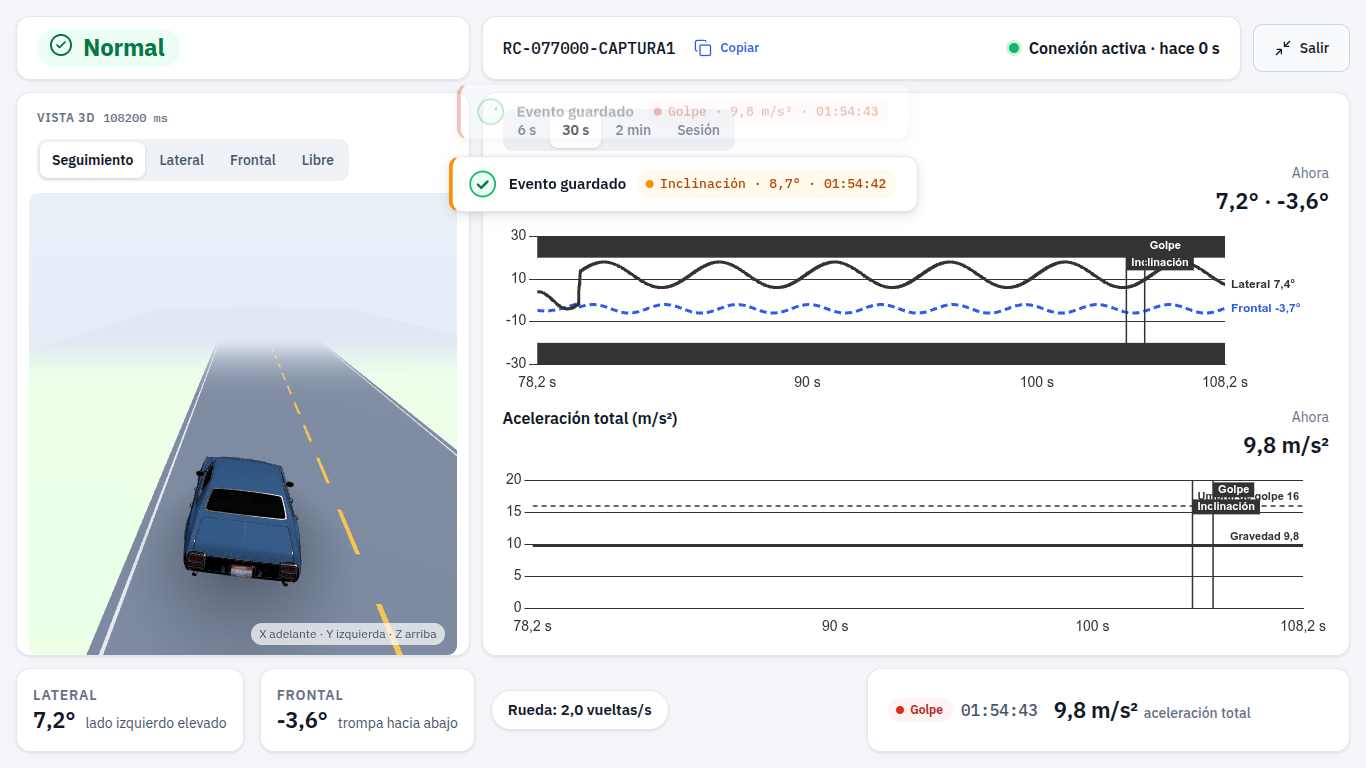 Normal
RC-077000-CAPTURA1
Copiar
Conexión activa · hace 0 s
Salir
VISTA 3D 108200 ms
Seguimiento
Lateral
Frontal
Libre
Evento guardado
Golpe · 9,8 m/s² · 01:54:43
6 s
30 s
2 min
Sesión
Evento guardado
Inclinación · 8,7° · 01:54:42
Ahora
7,2° · -3,6°
30
10
-10
-30
Golpe
Inclinación
Lateral 7,4°
Frontal -3,7°
78,2 s
90 s
100 s
108,2 s
Aceleración total (m/s²)
Ahora
9,8 m/s²
20
15
10
5
0
Golpe
golpe 16
Inclinación
Gravedad 9,8
78,2 s
90 s
100 s
108,2 s
X adelante · Y izquierda · Z arriba
LATERAL
7,2° lado izquierdo elevado
FRONTAL
-3,6° trompa hacia abajo
Rueda: 2,0 vueltas/s
Golpe 01:54:43 9,8 m/s² aceleración total